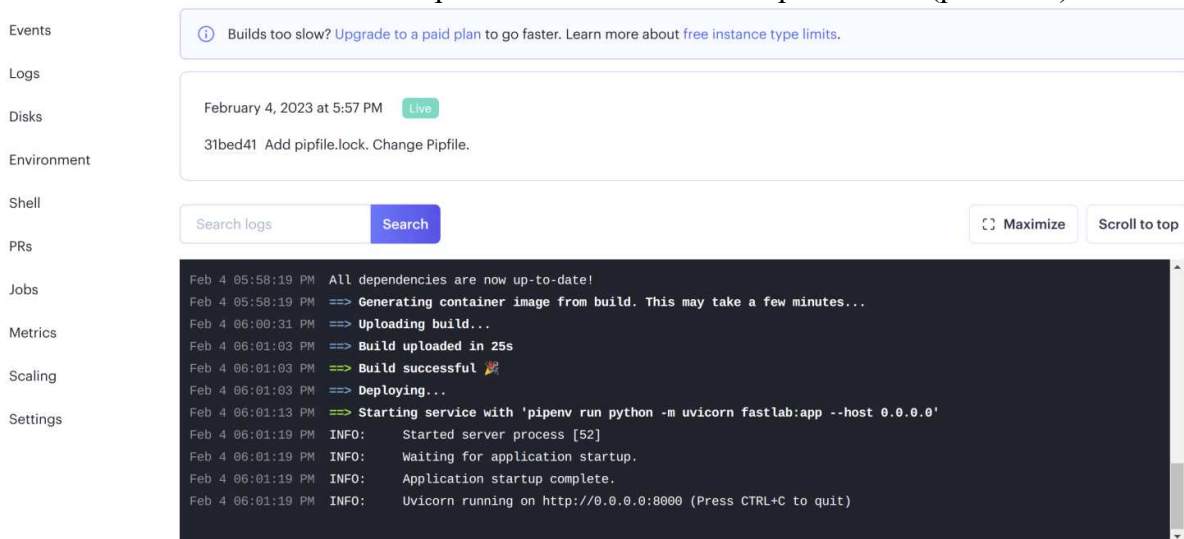 Events
Logs
Disks
Environment
Shell
PRs
Jobs
Metrics
Scaling
Settings
Builds too slow? Upgrade to a paid plan to go faster. Learn more about free instance type limits.
February 4, 2023 at 5:57 PM Live
31bed41 Add pipfile.lock. Change Pipfile.
Search logs Search Maximize Scroll to top
Feb 4 05:58:19 PM All dependencies are now up-to-date!
Feb 4 05:58:19 PM ==> Generating container image from build. This may take a few minutes...
Feb 4 06:00:31 PM ==> Uploading build...
Feb 4 06:01:03 PM ==> Build uploaded in 25s
Feb 4 06:01:03 PM ==> Build successful 🎉
Feb 4 06:01:03 PM ==> Deploying...
Feb 4 06:01:13 PM ==> Starting service with 'pipenv run python -m uvicorn fastlab:app --host 0.0.0.0'
Feb 4 06:01:19 PM INFO: Started server process [52]
Feb 4 06:01:19 PM INFO: Waiting for application startup.
Feb 4 06:01:19 PM INFO: Application startup complete.
Feb 4 06:01:19 PM INFO: Uvicorn running on http://0.0.0.0:8000 (Press CTRL+C to quit)